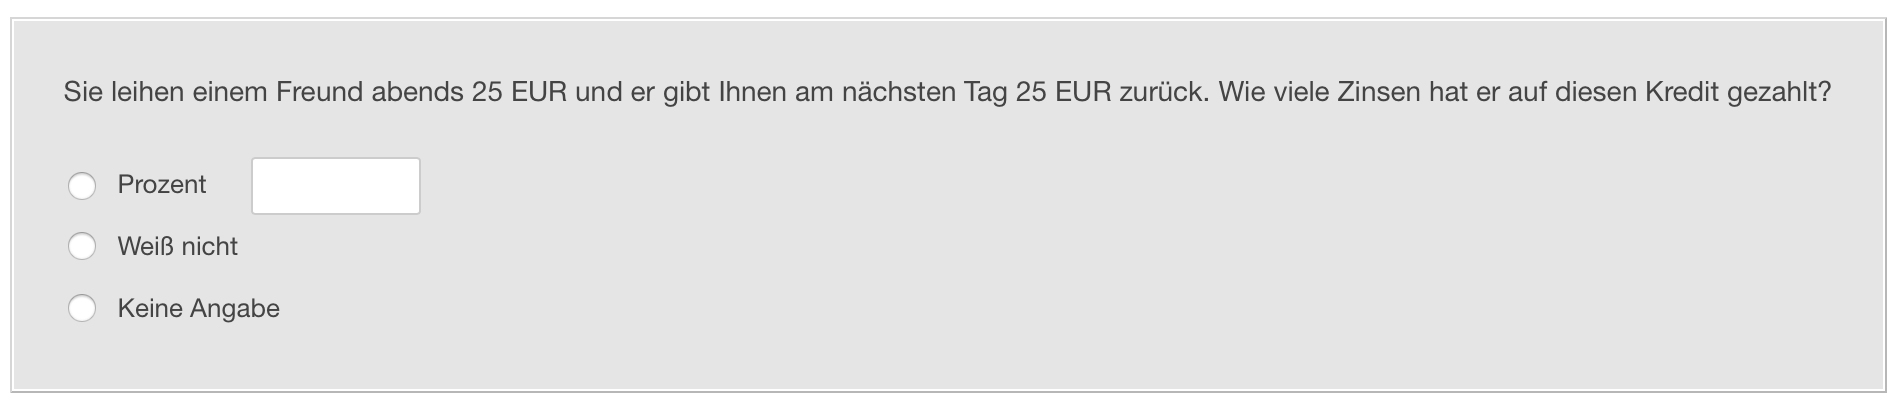 Sie leihen einem Freund abends 25 EUR und er gibt Ihnen am nächsten Tag 25 EUR zurück. Wie viele Zinsen hat er auf diesen Kredit gezahlt?
Prozent
Weiß nicht
Keine Angabe